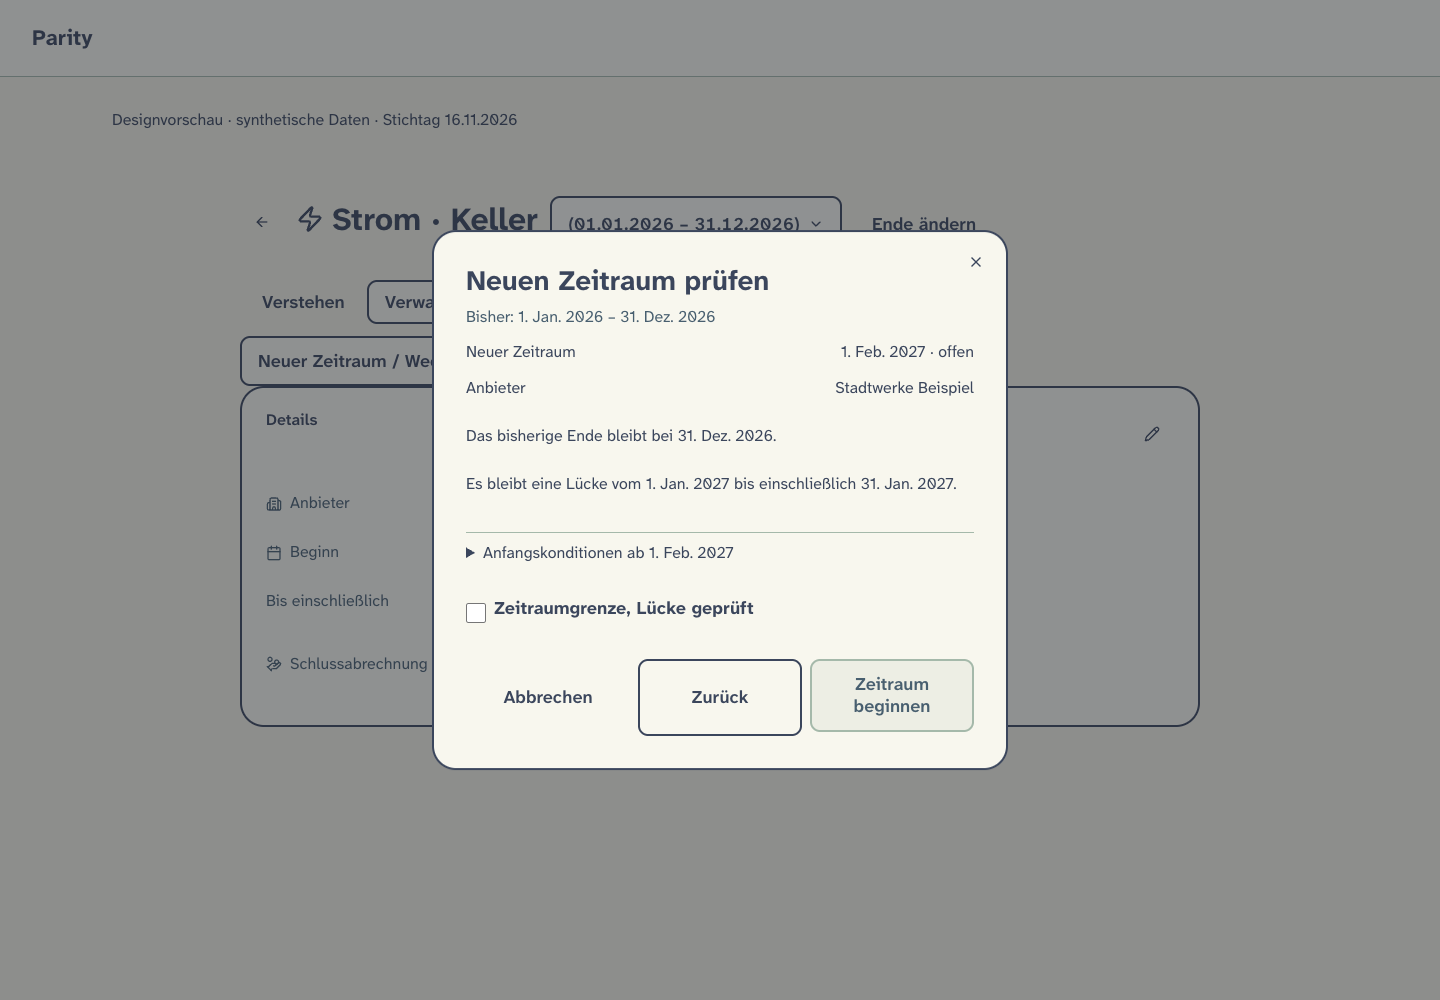 Parity
Designvorschau · synthetische Daten · Stichtag 16.11.2026
Strom · Keller
(01.01.2026 – 31.12.2026)
Ende ändern
Verstehen
Neuer Zeitraum
Details
Anbieter
Beginn
Bis einschließlich
Schlussabrechnung
Neuen Zeitraum prüfen
Bisher: 1. Jan. 2026 – 31. Dez. 2026
Neuer Zeitraum 1. Feb. 2027 · offen
Anbieter Stadtwerke Beispiel
Das bisherige Ende bleibt bei 31. Dez. 2026.
Es bleibt eine Lücke vom 1. Jan. 2027 bis einschließlich 31. Jan. 2027.
Anfangskonditionen ab 1. Feb. 2027
Zeitraumgrenze, Lücke geprüft
Abbrechen
Zurück
Zeitraum
beginnen